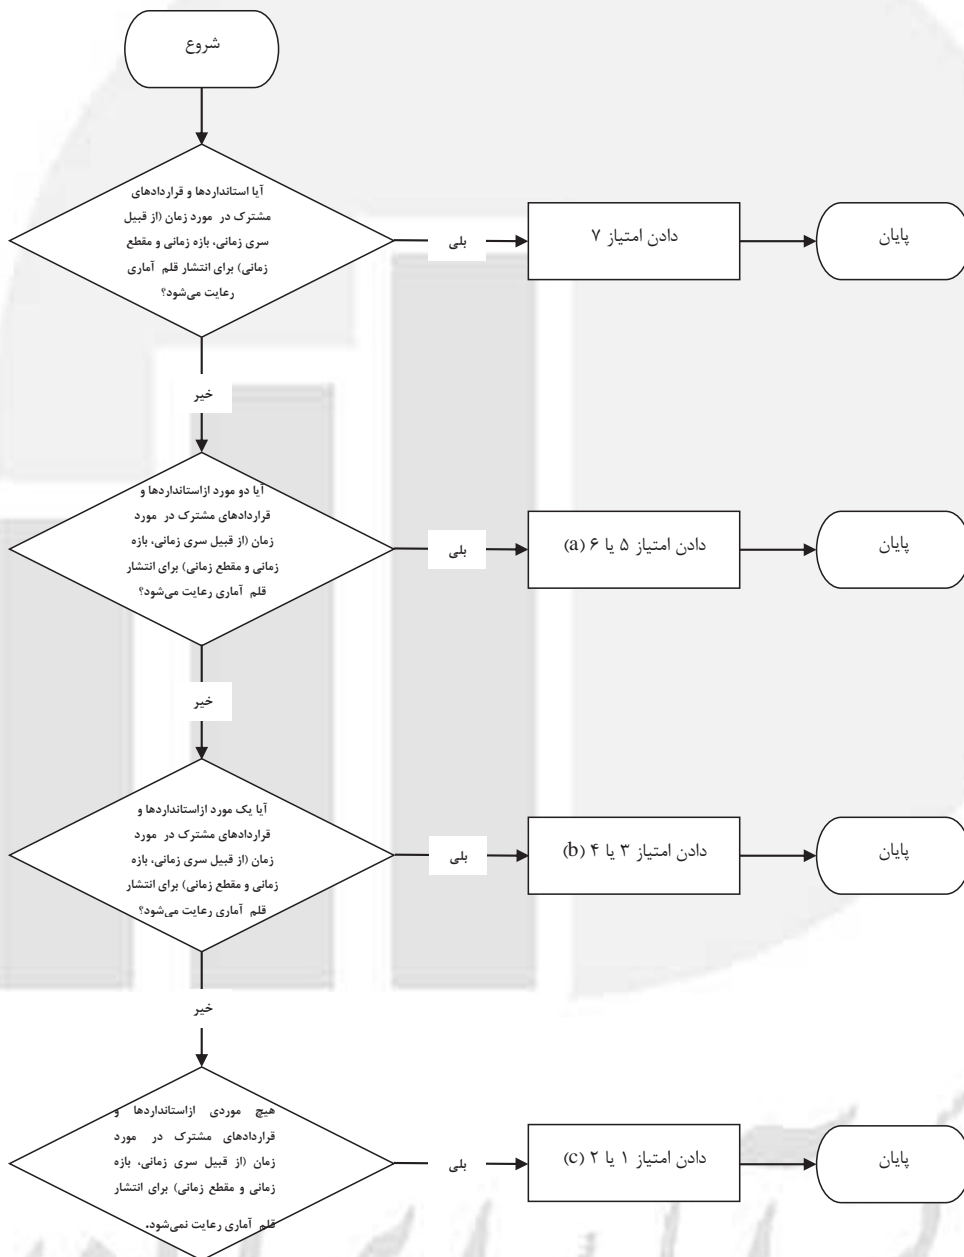 شروع
آیا استانداردها و قراردادهای
مشترک در مورد زمان (از قبیل
سری زمانی، بازه زمانی و مقطع
زمانی) برای انتشار قلم آماری
رعایت می‌شود؟
بلی
دادن امتیاز ۷
پایان
خیر
آیا دو مورد ازاستانداردها و
قراردادهای مشترک در مورد
زمان (از قبیل سری زمانی، بازه
زمانی و مقطع زمانی) برای انتشار
قلم آماری رعایت می‌شود؟
بلی
دادن امتیاز ۵ یا ۶ (a)
پایان
خیر
آیا یک مورد ازاستانداردها و
قراردادهای مشترک در مورد
زمان (از قبیل سری زمانی، بازه
زمانی و مقطع زمانی) برای انتشار
قلم آماری رعایت می‌شود؟
بلی
دادن امتیاز ۳ یا ۴ (b)
پایان
خیر
هیچ موردی ازاستانداردها و
قراردادهای مشترک در مورد
زمان (از قبیل سری زمانی، بازه
زمانی و مقطع زمانی) برای انتشار
قلم آماری رعایت نمی‌شود.
بلی
دادن امتیاز ۱ یا ۲ (c)
پایان